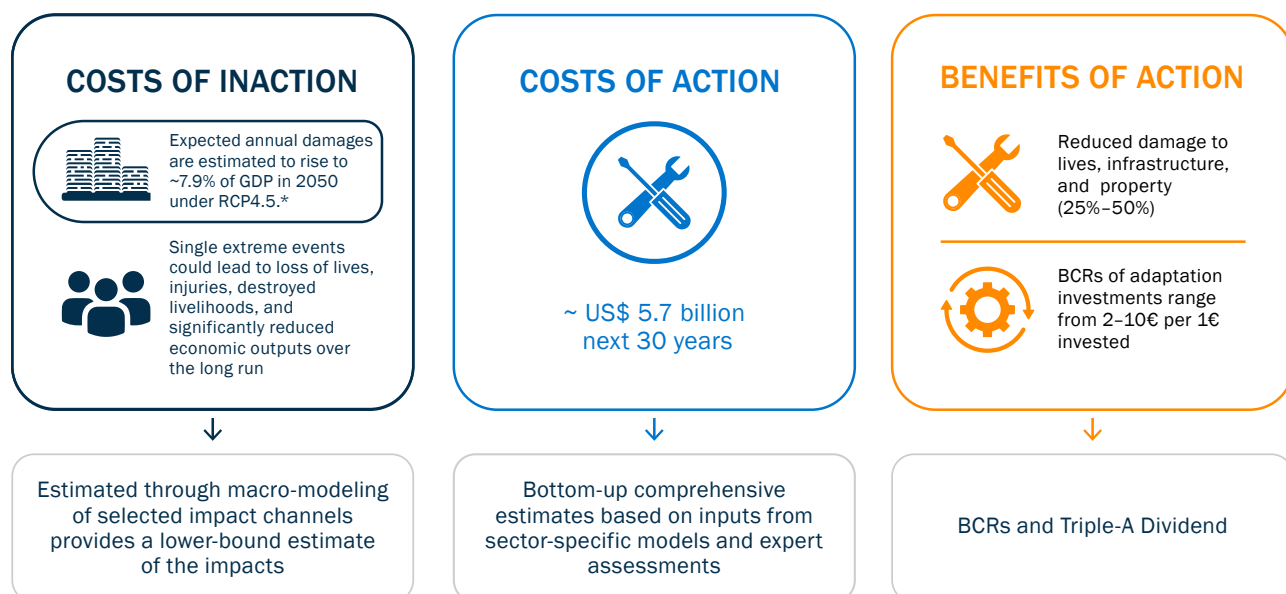 COSTS OF INACTION
Expected annual damages
are estimated to rise to
~7.9% of GDP in 2050
under RCP4.5.*
Single extreme events
could lead to loss of lives,
injuries, destroyed
livelihoods, and
significantly reduced
economic outputs over
the long run
Estimated through macro-modeling
of selected impact channels
provides a lower-bound estimate
of the impacts
COSTS OF ACTION
~ US$ 5.7 billion
next 30 years
Bottom-up comprehensive
estimates based on inputs from
sector-specific models and expert
assessments
BENEFITS OF ACTION
Reduced damage to
lives, infrastructure,
and property
(25%–50%)
BCRs of adaptation
investments range
from 2–10€ per 1€
invested
BCRs and Triple-A Dividend